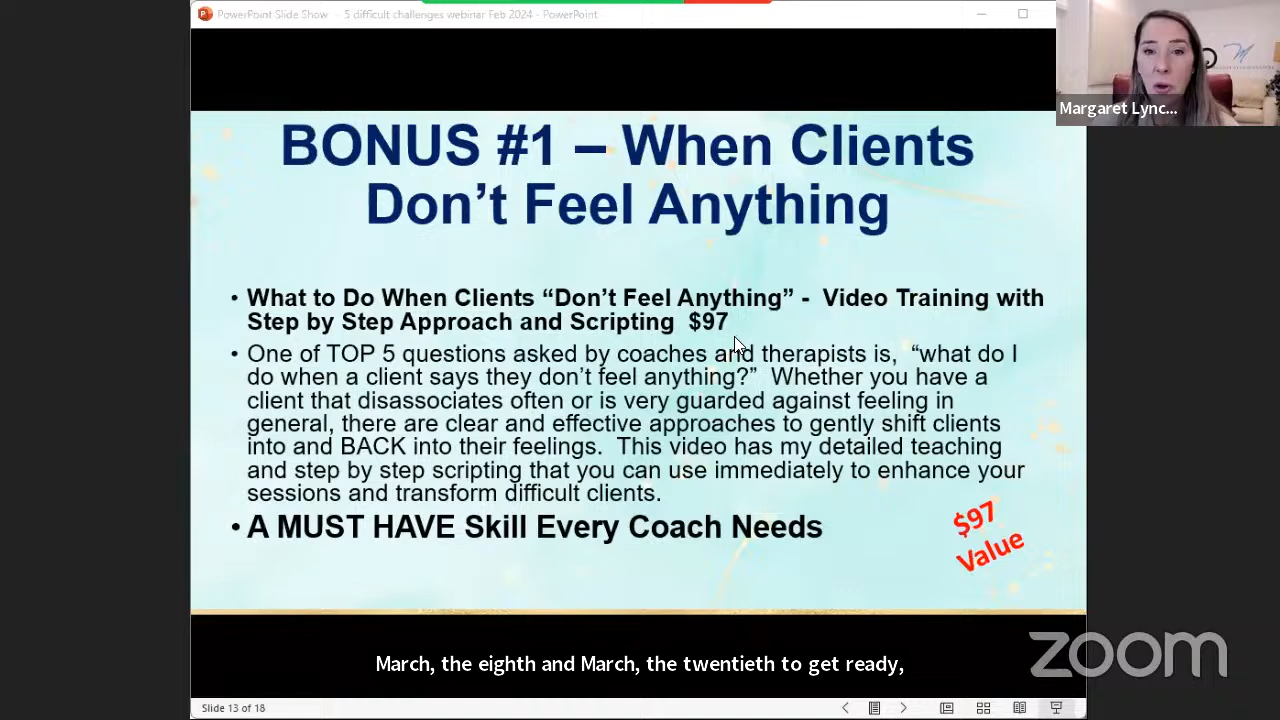 PowerPoint Slide Show - 5 difficult challenges webinar Feb 2024 - PowerPoint
Margaret Lync...
BONUS #1 – When Clients
Don’t Feel Anything
• What to Do When Clients “Don’t Feel Anything” - Video Training with
Step by Step Approach and Scripting $97
• One of TOP 5 questions asked by coaches and therapists is, “what do I
do when a client says they don’t feel anything?” Whether you have a
client that disassociates often or is very guarded against feeling in
general, there are clear and effective approaches to gently shift clients
into and BACK into their feelings. This video has my detailed teaching
and step by step scripting that you can use immediately to enhance your
sessions and transform difficult clients.
• A MUST HAVE Skill Every Coach Needs
$97
Value
March, the eighth and March, the twentieth to get ready,
zoom
Slide 13 of 18